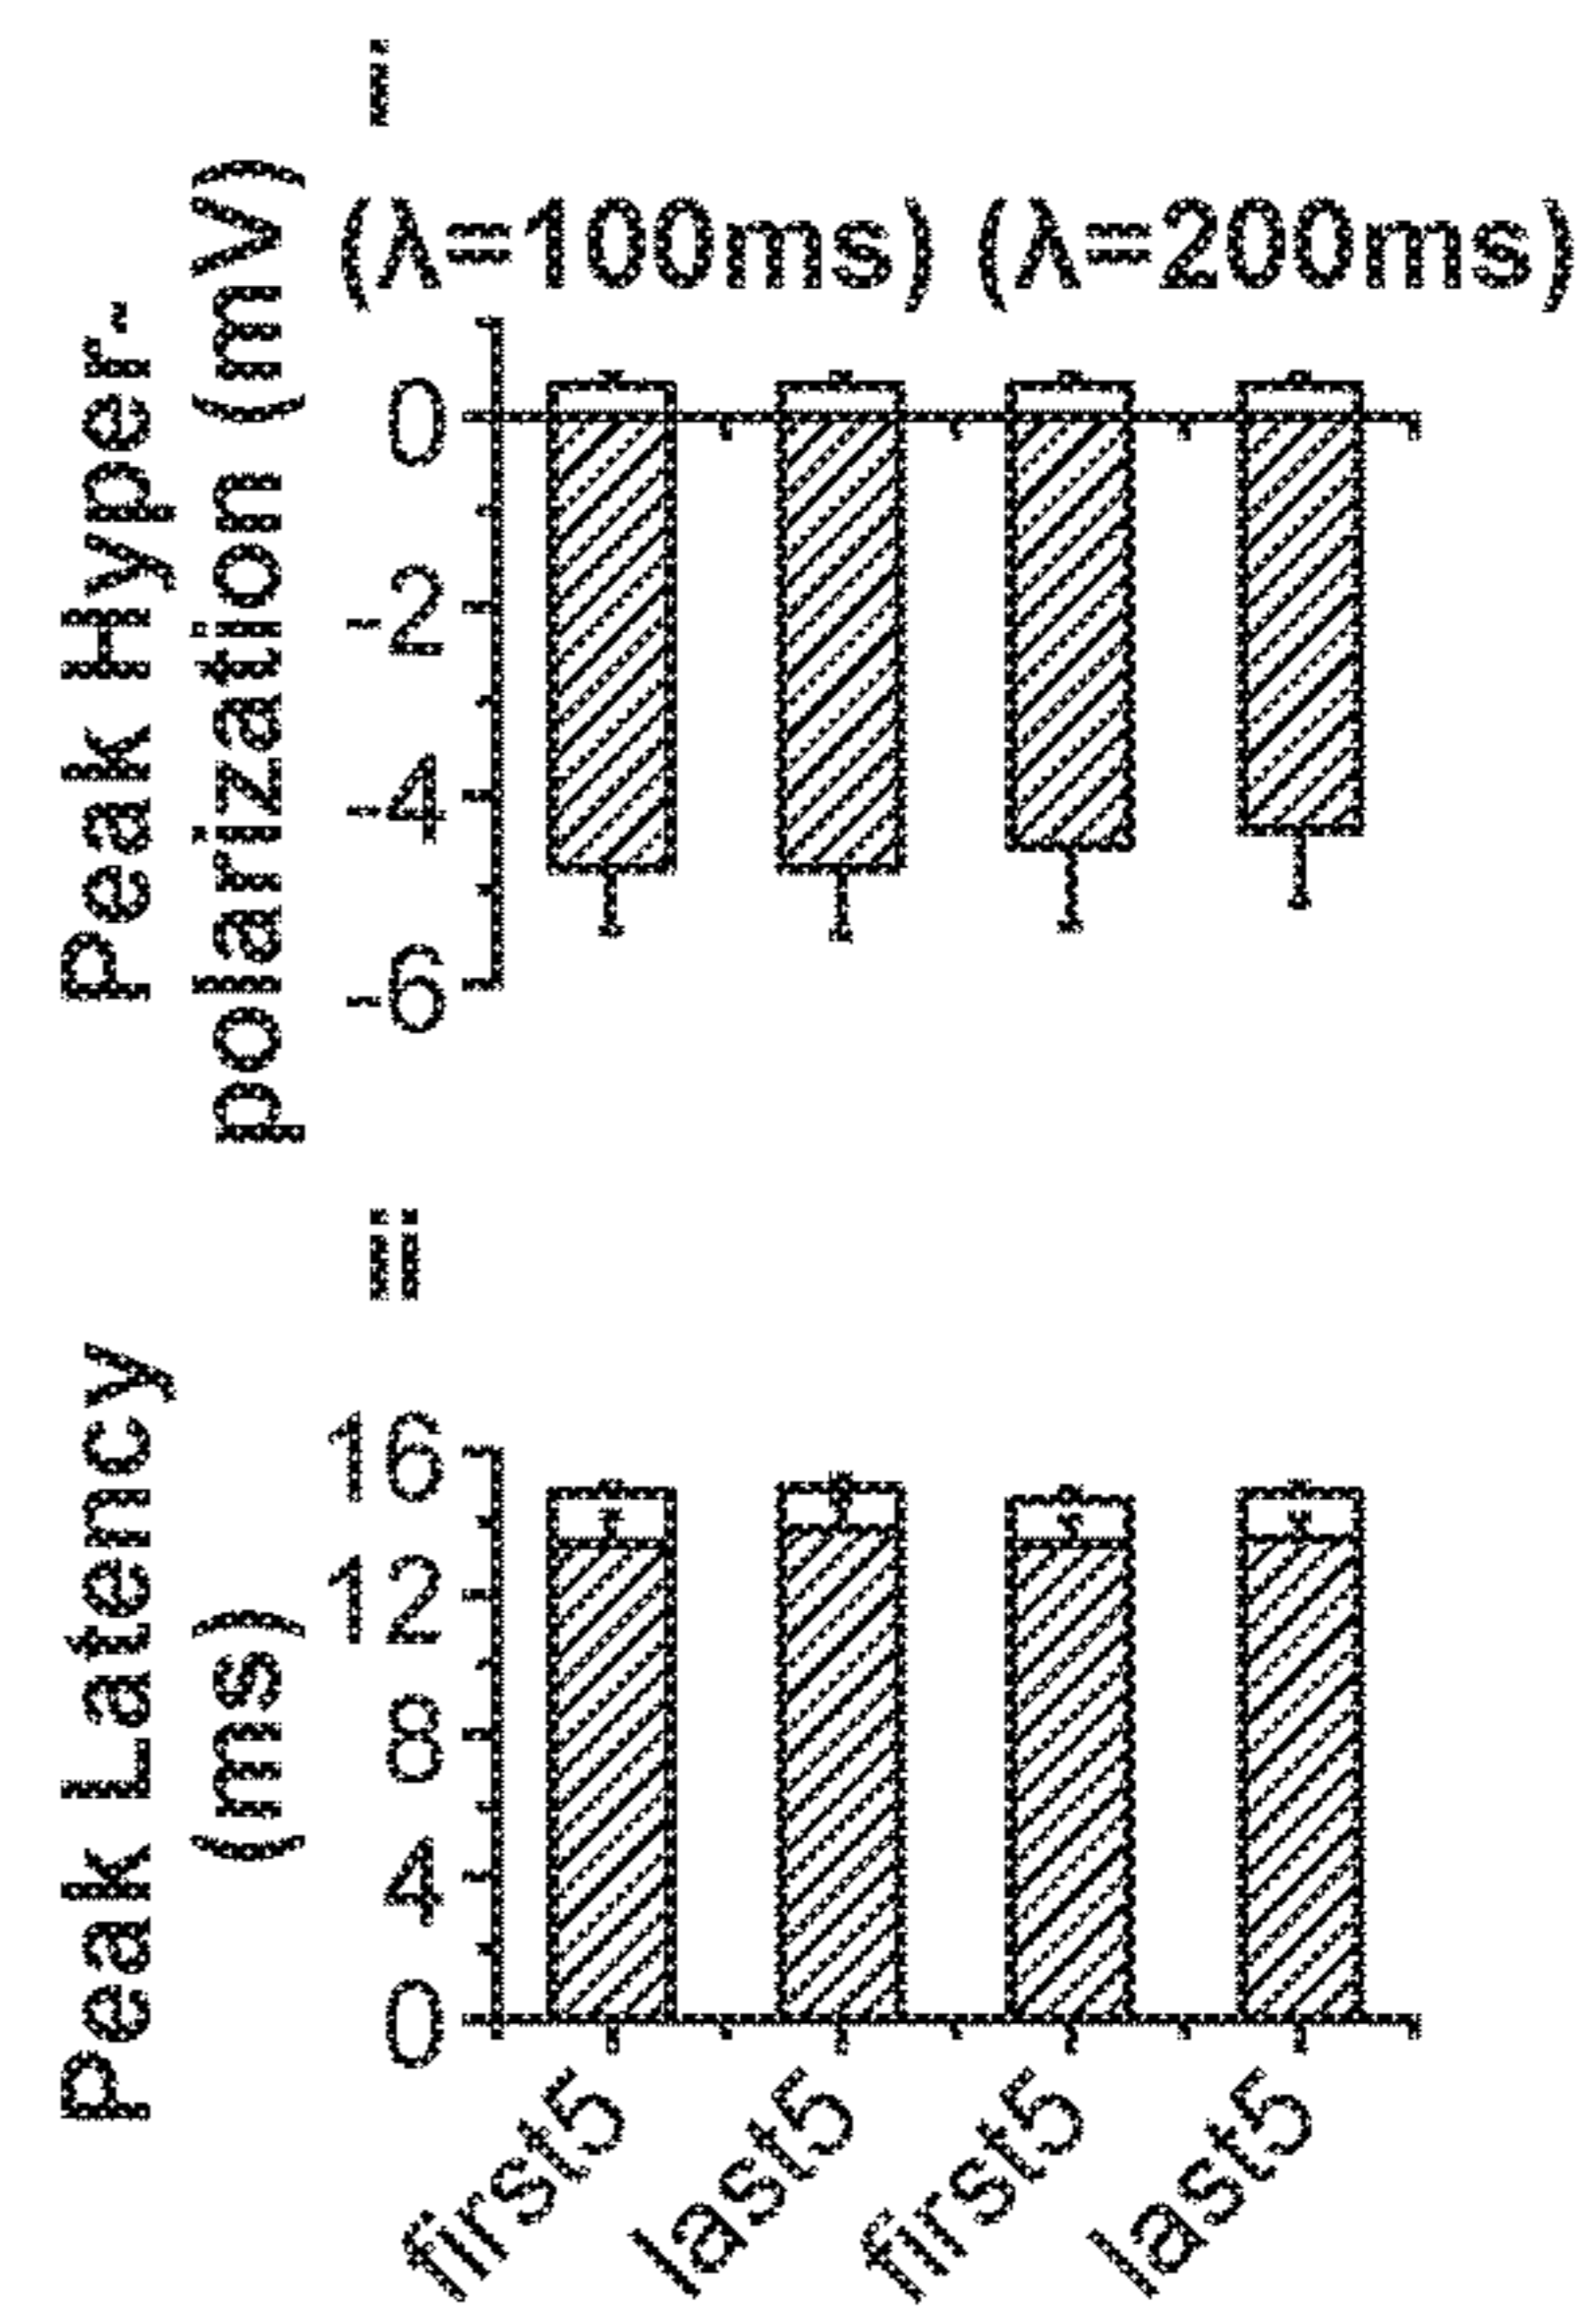 i
(λ=100ms) (λ=200ms)
Peak Hyper-
polarization (mV)
0
-2
-4
-6
ii
Peak Latency
(ms)
16
12
8
4
0
first5
last5
first5
last5